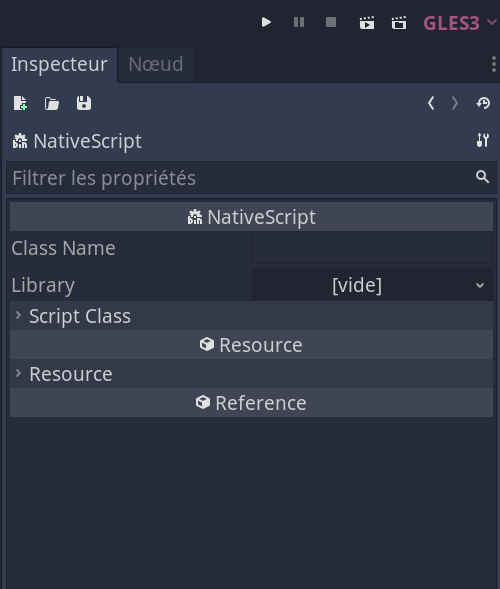 GLES3
Inspecteur Nœud
NativeScript
Filtrer les propriétés
NativeScript
Class Name
Library [vide]
Script Class
Resource
Resource
Reference